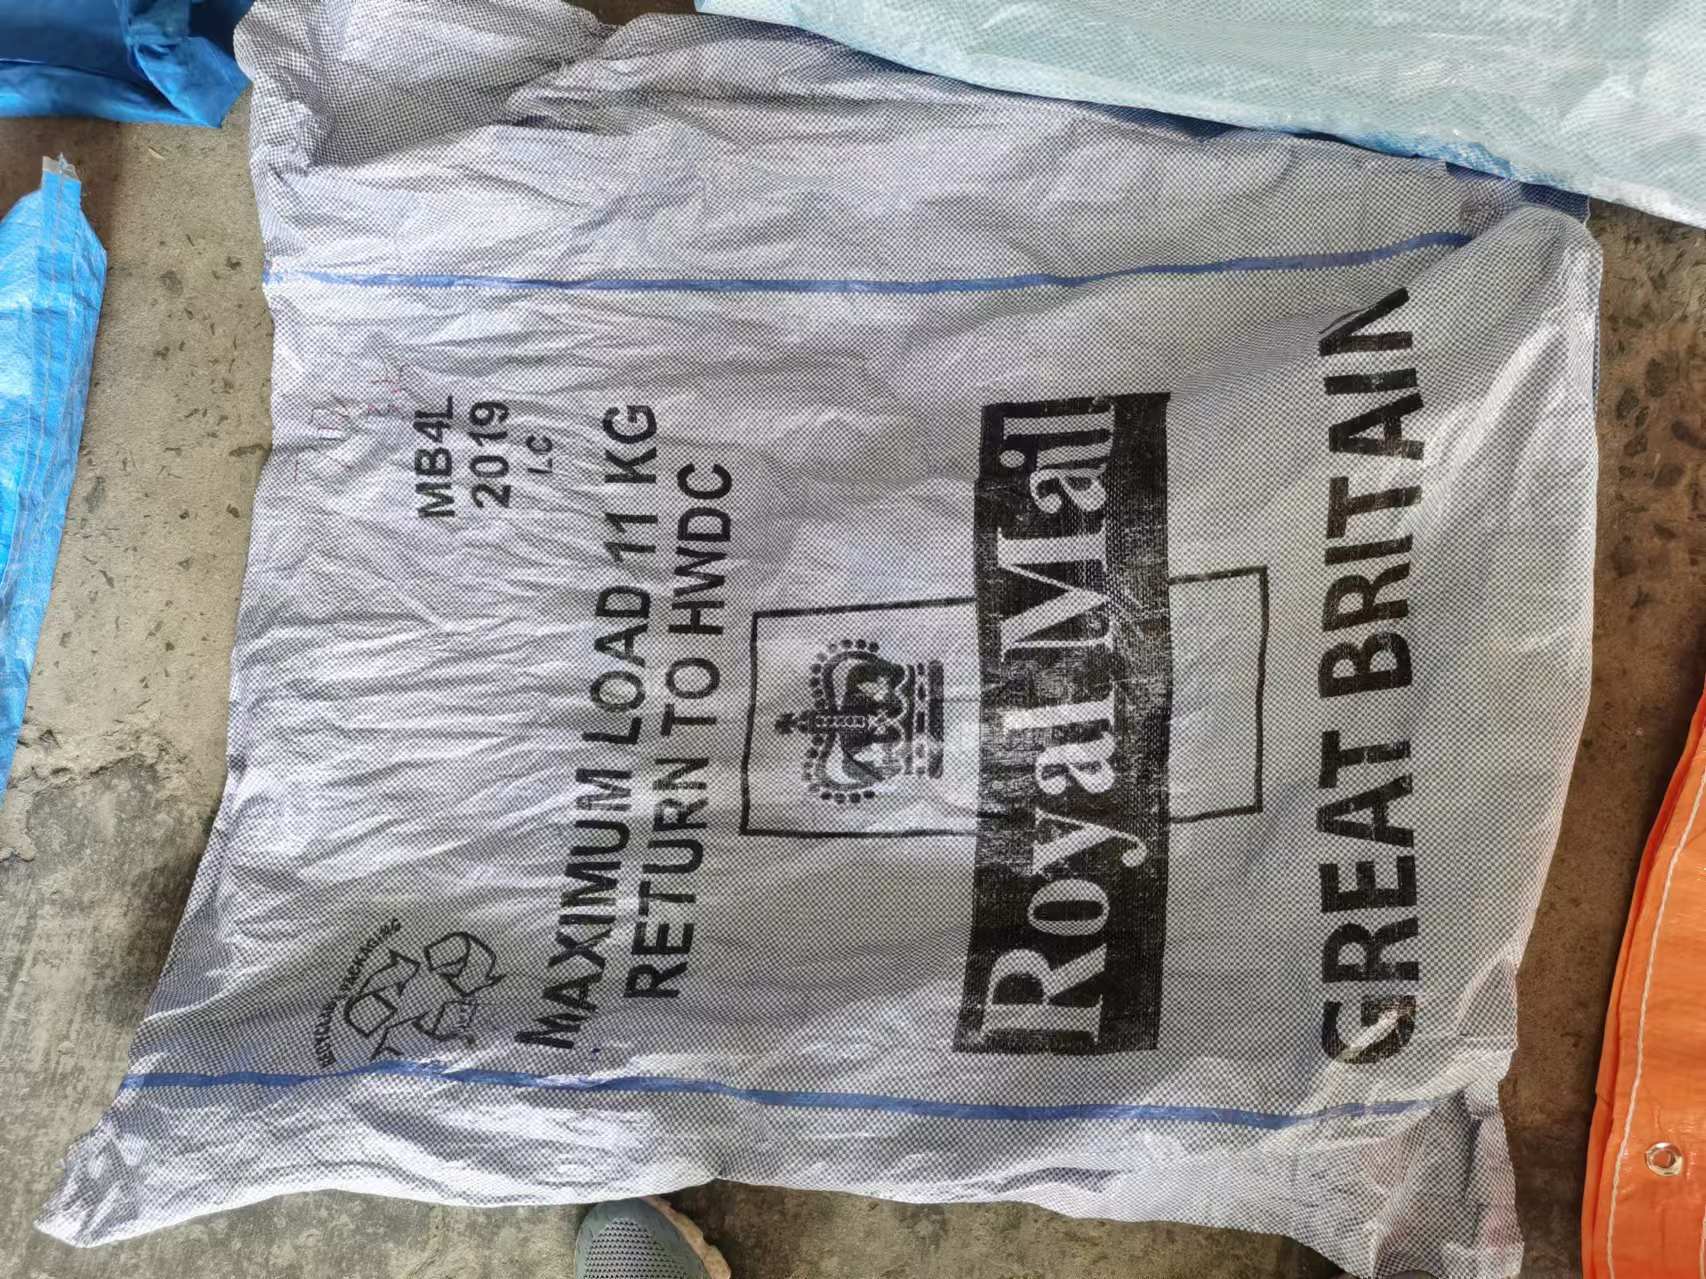 MB4L
2019
LC
MAXIMUM LOAD 11 KG
RETURN TO HWDC
Royal Mail
GREAT BRITAIN